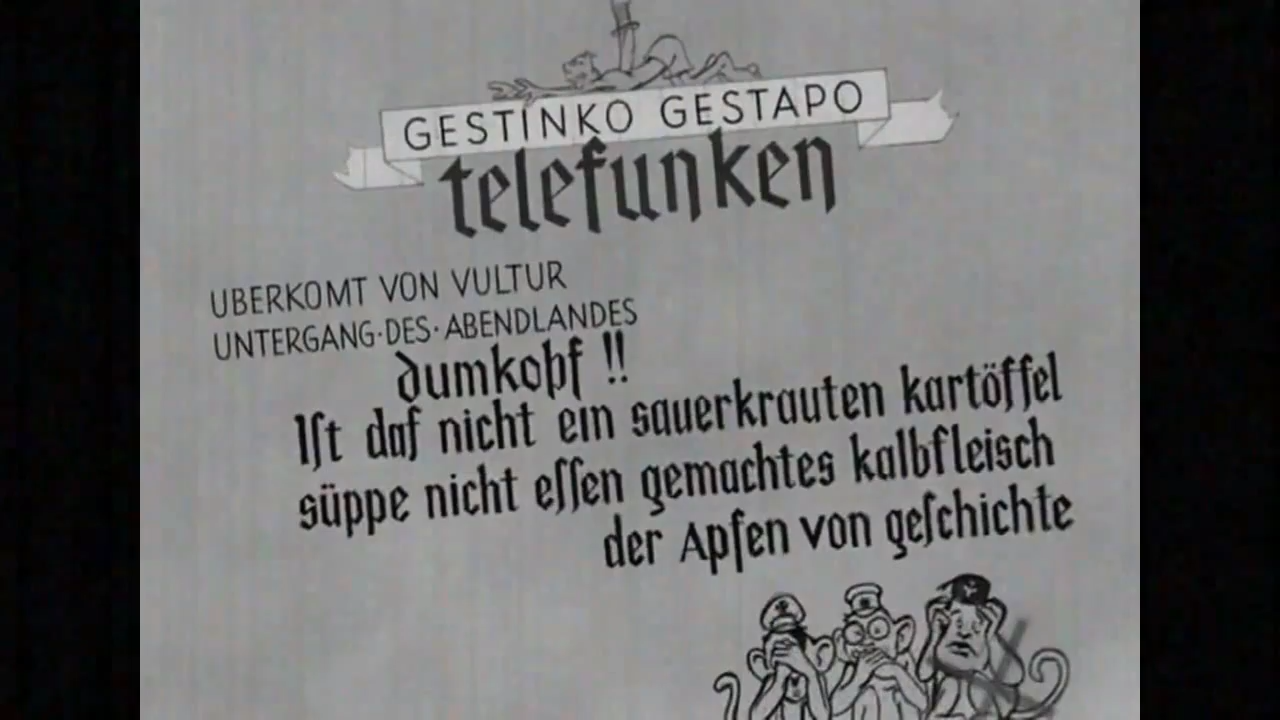 GESTINKO GESTAPO
telefunken
UBERKOMT VON VULTUR
UNTERGANG·DES·ABENDLANDES
dumkopf !!
Iſt daſ nicht ein sauerkrauten kartöffel
süppe nicht eſſen gemachtes kalbfleisch
der Apfen von geſchichte